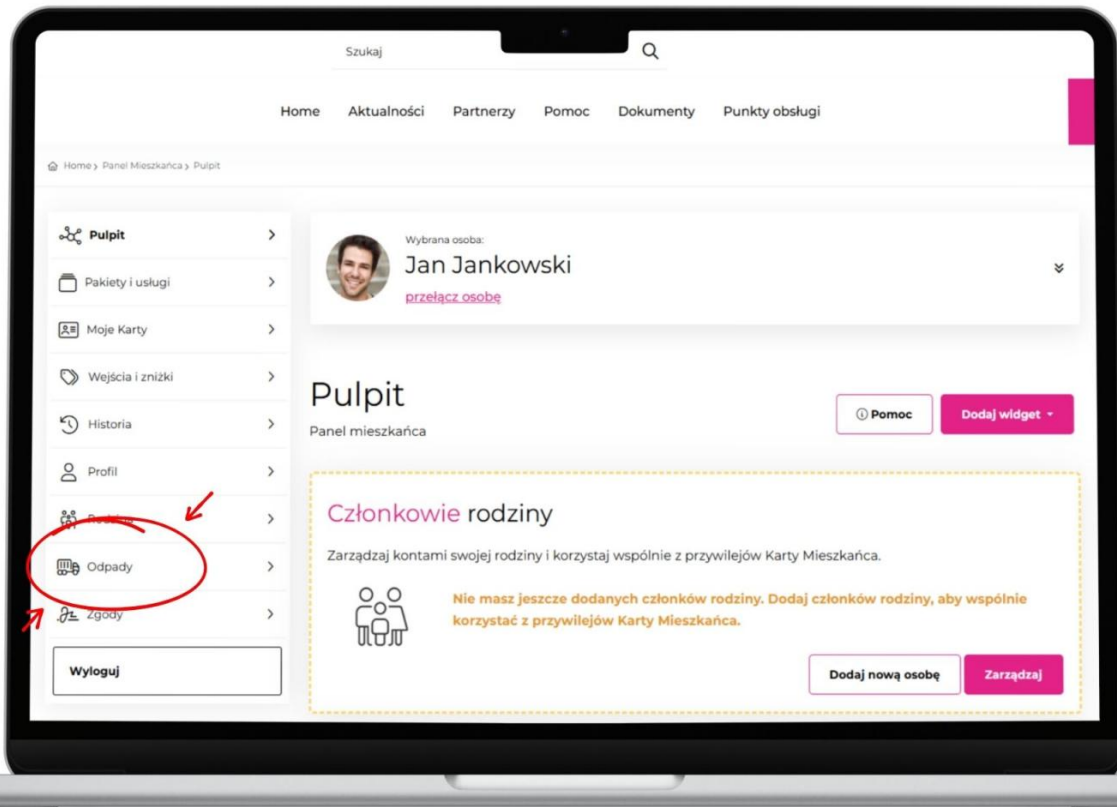 Szukaj
Home Aktualności Partnerzy Pomoc Dokumenty Punkty obsługi
Home > Panel Mieszkańca > Pulpit
Pulpit
Pakiety i usługi
Moje Karty
Wejścia i zniżki
Historia
Profil
Rodzina
Odpady
Zgody
Wyloguj
Wybrana osoba:
Jan Jankowski
przełącz osobę
Pulpit
Panel mieszkańca
Pomoc
Dodaj widget
Członkowie rodziny
Zarządzaj kontami swojej rodziny i korzystaj wspólnie z przywilejów Karty Mieszkańca.
Nie masz jeszcze dodanych członków rodziny. Dodaj członków rodziny, aby wspólnie
korzystać z przywilejów Karty Mieszkańca.
Dodaj nową osobę
Zarządzaj